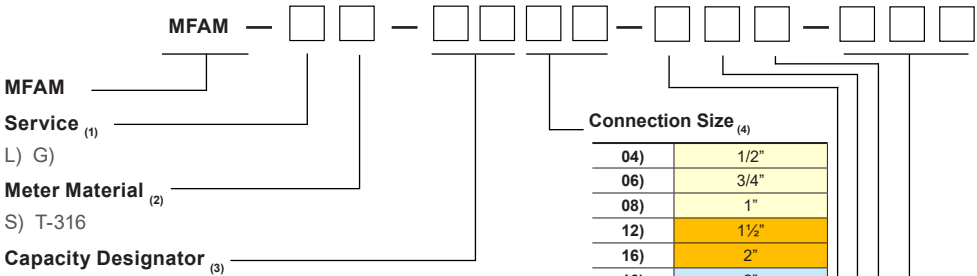 MFAM — — — —
MFAM
Service (1)
L) G)
Meter Material (2)
S) T-316
Capacity Designator (3)
Connection Size (4)
04) 1/2”
06) 3/4”
08) 1”
12) 1½”
16) 2”